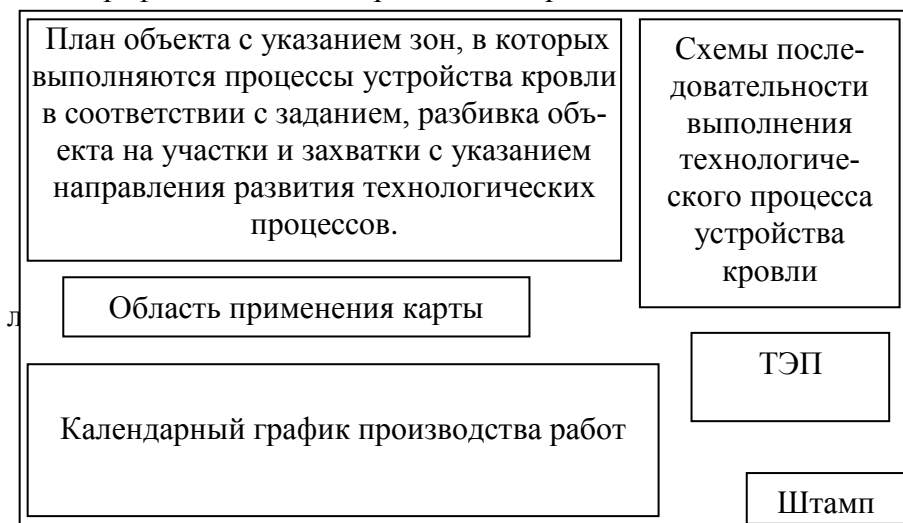 План объекта с указанием зон, в которых
выполняются процессы устройства кровли
в соответствии с заданием, разбивка объ-
екта на участки и захватки с указанием
направления развития технологических
процессов.
Схемы после-
довательности
выполнения
технологиче-
ского процесса
устройства
кровли
Область применения карты
ТЭП
Календарный график производства работ
Штамп